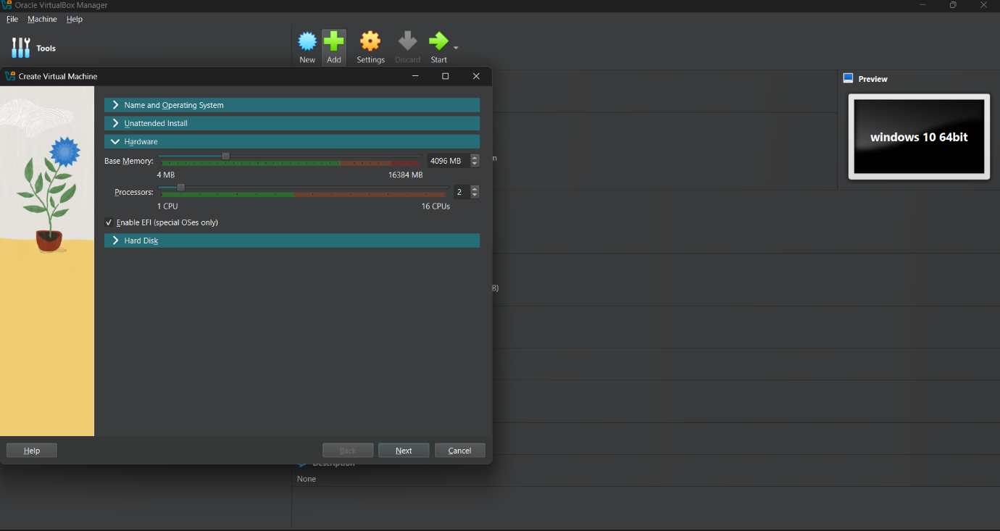 Oracle VirtualBox Manager
File Machine Help
Tools
New Add Settings Discard Start
Create Virtual Machine
Preview
windows 10 64bit
Name and Operating System
Unattended Install
Hardware
Base Memory: 4096 MB
4 MB 16384 MB
Processors: 2
1 CPU 16 CPUs
Enable EFI (special OSes only)
Hard Disk
n
B)
Help Back Next Cancel
Description
None